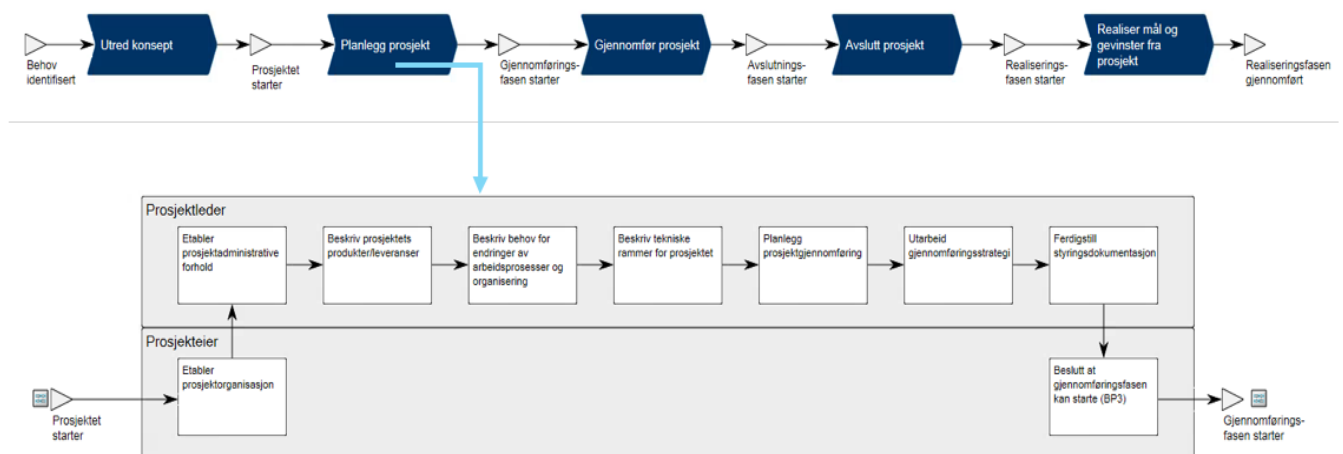 Utred konsept
Planlegg prosjekt
Gjennomfør prosjekt
Avslutt prosjekt
Realiser mål og
gevinster fra
prosjekt
Behov
identifisert
Prosjektet
starter
Gjennomførings-
fasen starter
Avslutnings-
fasen starter
Realiserings-
fasen starter
Realiseringsfasen
gjennomført
Prosjektleder
Etabler
prosjektadministrative
forhold
Beskriv prosjektets
produkter/leveranser
Beskriv behov for
endringer av
arbeidsprosesser og
organisering
Beskriv tekniske
rammer for prosjektet
Planlegg
prosjektgjennomføring
Utarbeid
gjennomføringsstrategi
Ferdigstill
styringsdokumentasjon
Prosjekteier
Etabler
prosjektorganisasjon
Beslutt at
gjennomføringsfasen
kan starte (BP3)
Prosjektet
starter
Gjennomførings-
fasen starter